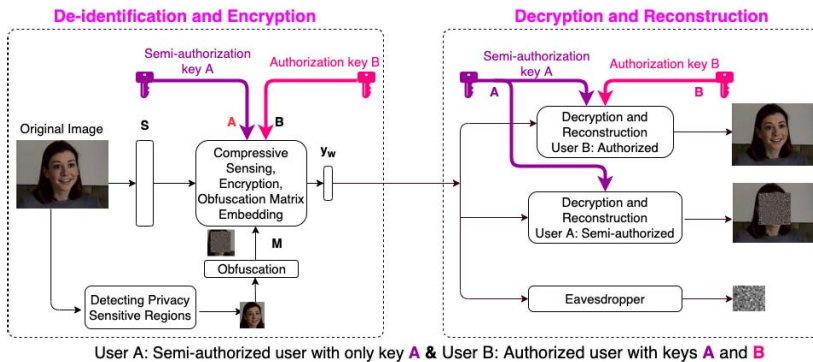 De-identification and Encryption
Decryption and Reconstruction
Semi-authorization
key A
Authorization key B
Original Image
S
A
B
Compressive
Sensing,
Encryption,
Obfuscation Matrix
Embedding
yw
M
Obfuscation
Detecting Privacy
Sensitive Regions
Semi-authorization
key A
Authorization key B
A
B
Decryption and
Reconstruction
User B: Authorized
Decryption and
Reconstruction
User A: Semi-authorized
Eavesdropper
User A: Semi-authorized user with only key A & User B: Authorized user with keys A and B